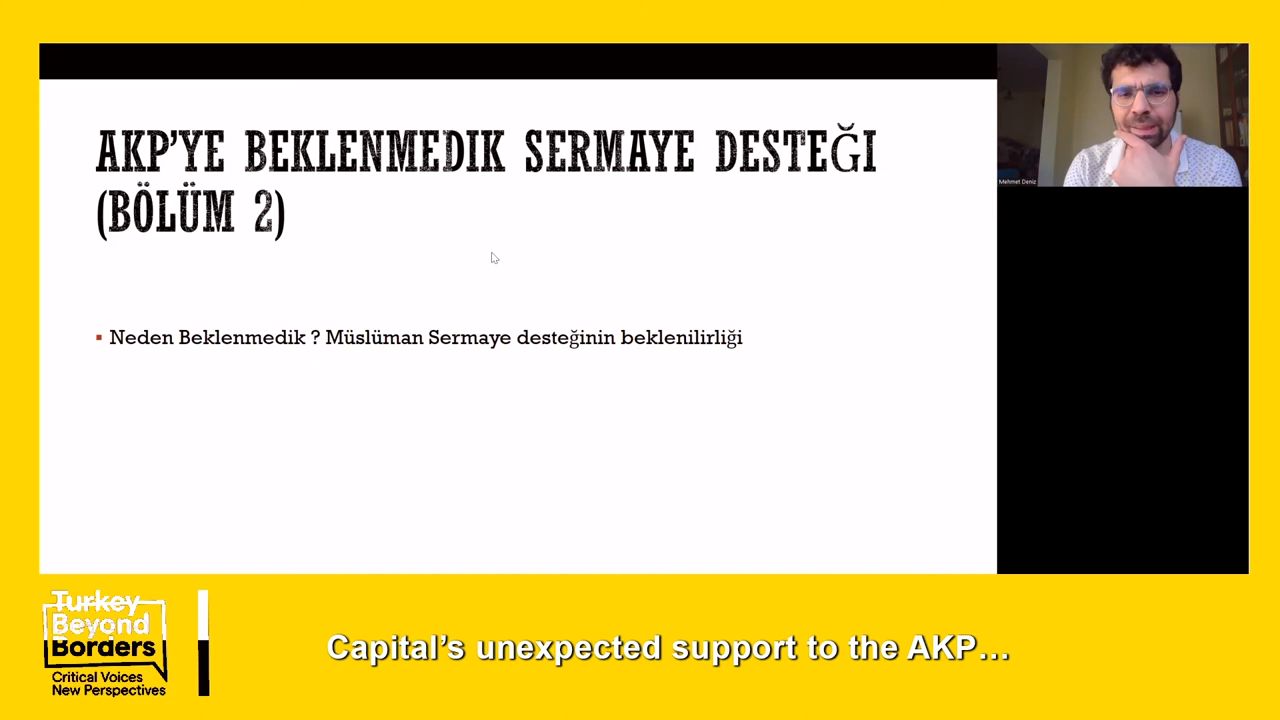 AKP’YE BEKLENMEDIK SERMAYE DESTEĞI
(BÖLÜM 2)
Neden Beklenmedik ? Müslüman Sermaye desteğinin beklenilirliği
Mehmet Deniz
Turkey
Beyond
Borders
Critical Voices
New Perspectives
Capital’s unexpected support to the AKP…